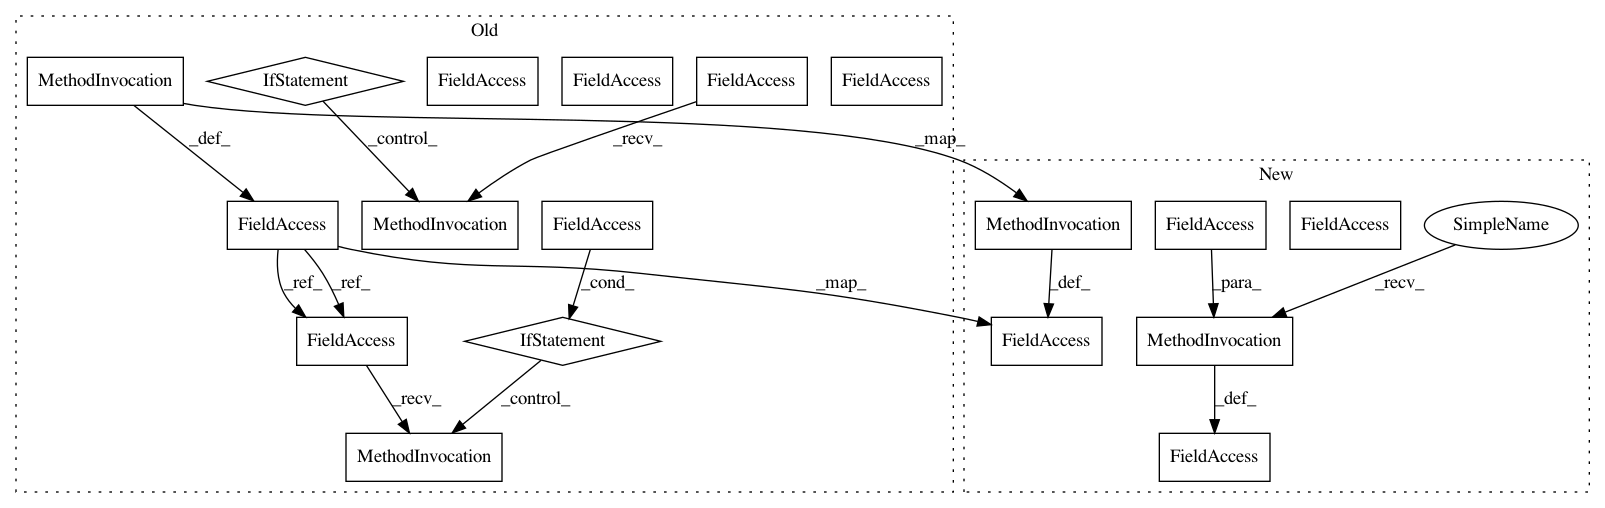 Old
MethodInvocation
IfStatement
FieldAccess
FieldAccess
FieldAccess
FieldAccess
_def_
_control_
_recv_
_map_
New
FieldAccess
MethodInvocation
FieldAccess
MethodInvocation
FieldAccess
FieldAccess
SimpleName
_ref_
_ref_
_cond_
_map_
_def_
_para_
_recv_
FieldAccess
IfStatement
FieldAccess
MethodInvocation
_recv_
_control_
_def_
MethodInvocation
FieldAccess